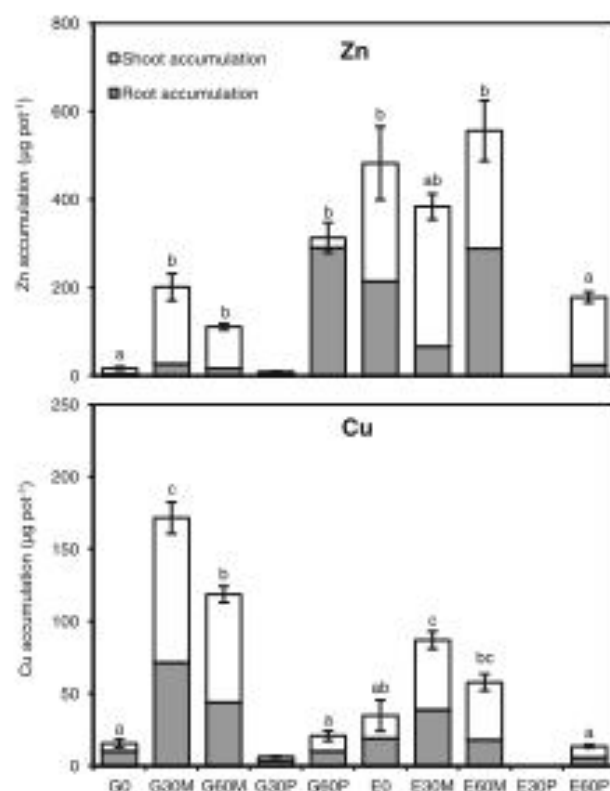 800
Zn
□Shoot accumulation
■Root accumulation
600
400
200
0
Zn accumulation (µg pot⁻¹)
a
b
b
b
b
ab
b
a
250
Cu
200
150
100
50
0
Cu accumulation (µg pot⁻¹)
a
c
b
a
ab
c
bc
a
G0 G30M G60M G30P G60P E0 E30M E60M E30P E60P